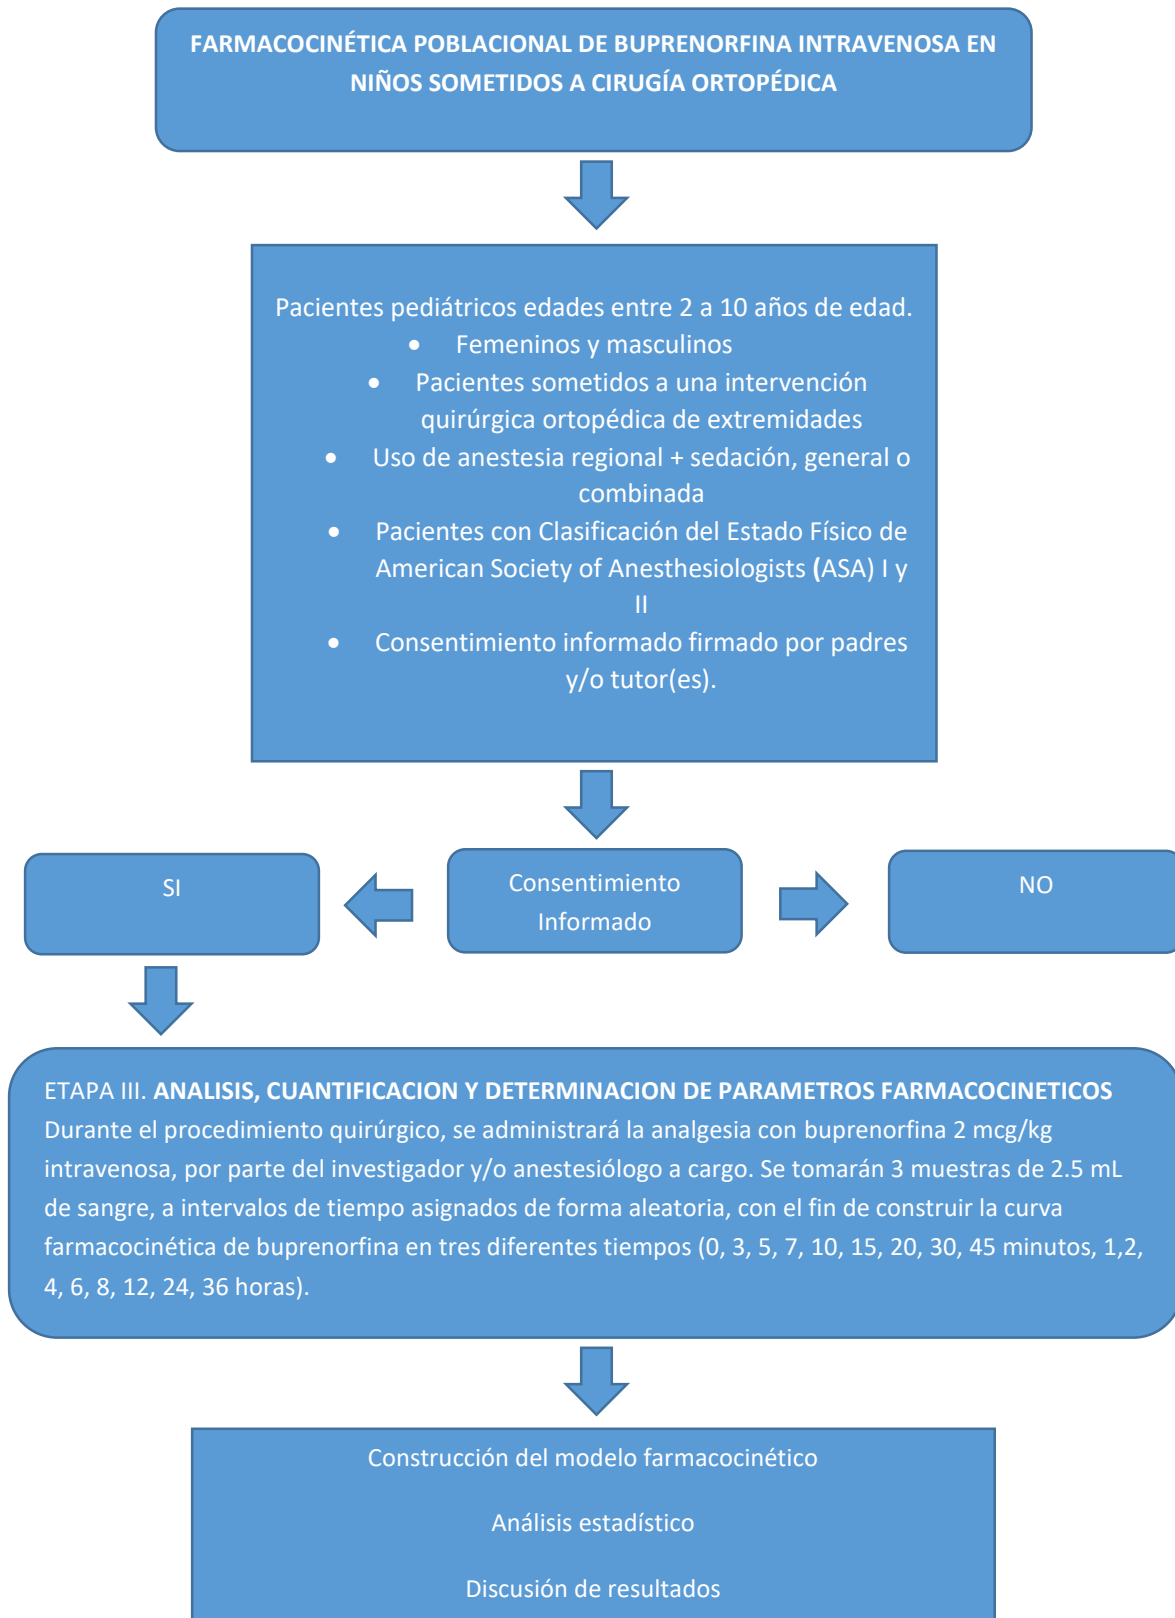 FARMACOCINÉTICA POBLACIONAL DE BUPRENORFINA INTRAVENOSA EN
NIÑOS SOMETIDOS A CIRUGÍA ORTOPÉDICA
Pacientes pediátricos edades entre 2 a 10 años de edad.
• Femeninos y masculinos
• Pacientes sometidos a una intervención
quirúrgica ortopédica de extremidades
• Uso de anestesia regional + sedación, general o
combinada
• Pacientes con Clasificación del Estado Físico de
American Society of Anesthesiologists (ASA) I y
II
• Consentimiento informado firmado por padres
y/o tutor(es).
SI
Consentimiento
Informado
NO
ETAPA III. ANALISIS, CUANTIFICACION Y DETERMINACION DE PARAMETROS FARMACOCINETICOS
Durante el procedimiento quirúrgico, se administrará la analgesia con buprenorfina 2 mcg/kg
intravenosa, por parte del investigador y/o anestesiólogo a cargo. Se tomarán 3 muestras de 2.5 mL
de sangre, a intervalos de tiempo asignados de forma aleatoria, con el fin de construir la curva
farmacocinética de buprenorfina en tres diferentes tiempos (0, 3, 5, 7, 10, 15, 20, 30, 45 minutos, 1,2,
4, 6, 8, 12, 24, 36 horas).
Construcción del modelo farmacocinético
Análisis estadístico
Discusión de resultados